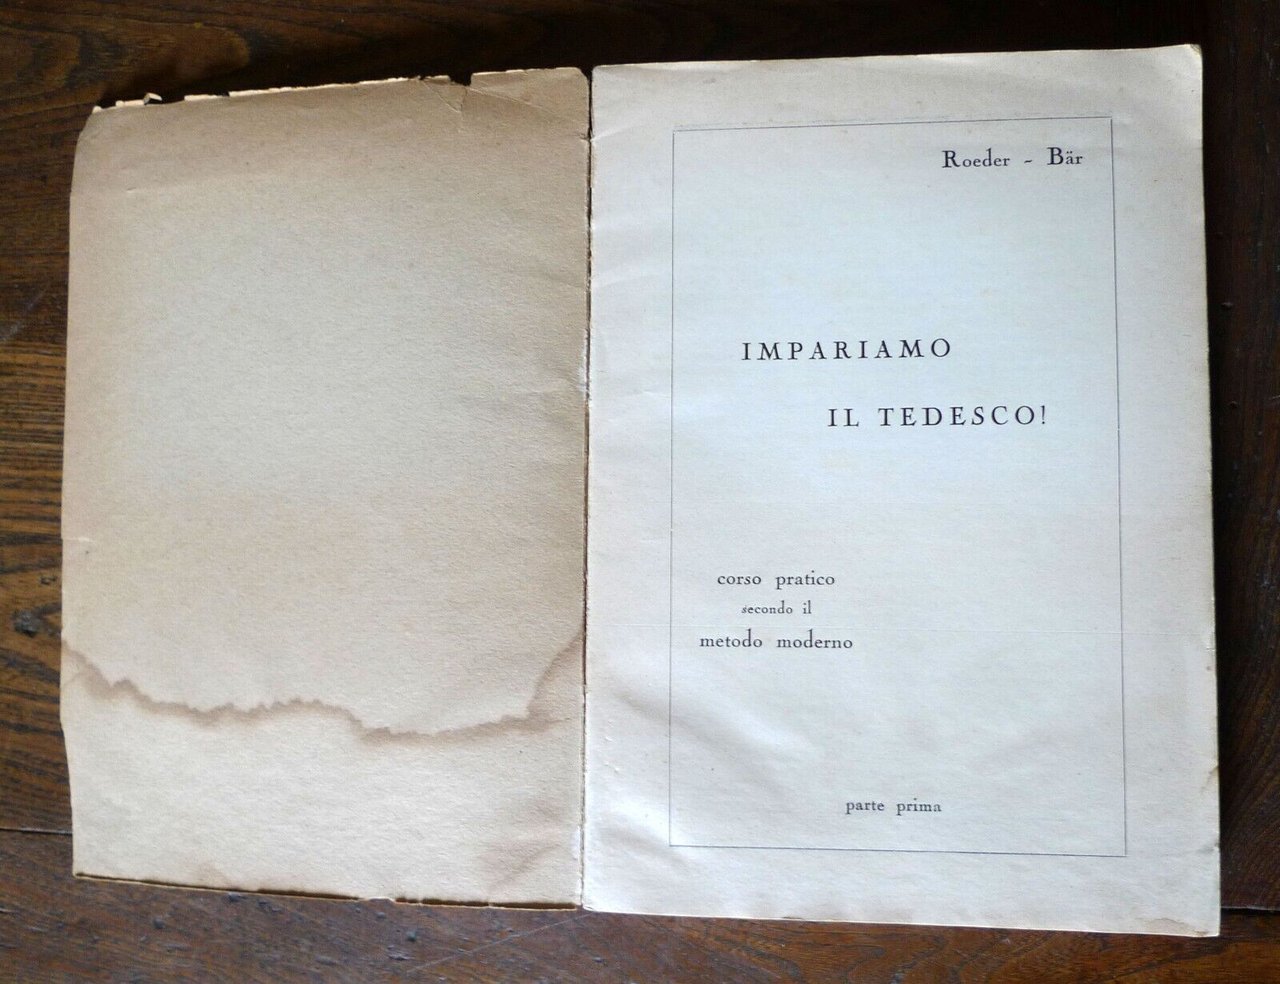 Roeder - Bär
IMPARIAMO
IL TEDESCO!
corso pratico
secondo il
metodo moderno
parte prima